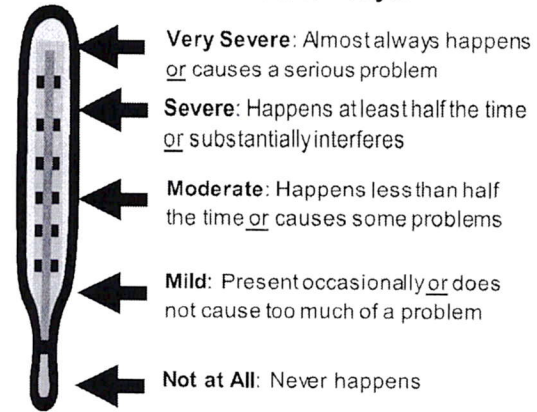 Very Severe: Almost always happens
or causes a serious problem
Severe: Happens at least half the time
or substantially interferes
Moderate: Happens less than half
the time or causes some problems
Mild: Present occasionally or does
not cause too much of a problem
Not at All: Never happens